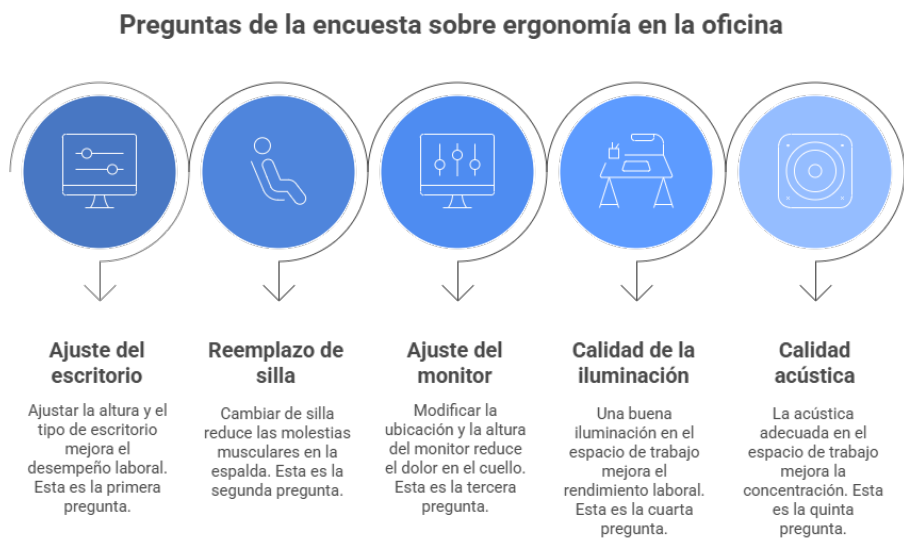 Preguntas de la encuesta sobre ergonomía en la oficina
Ajuste del
escritorio
Ajustar la altura y el
tipo de escritorio
mejora el
desempeño laboral.
Esta es la primera
pregunta.
Reemplazo de
silla
Cambiar de silla
reduce las molestias
musculares en la
espalda. Esta es la
segunda pregunta.
Ajuste del
monitor
Modificar la
ubicación y la altura
del monitor reduce
el dolor en el cuello.
Esta es la tercera
pregunta.
Calidad de la
iluminación
Una buena
iluminación en el
espacio de trabajo
mejora el
rendimiento laboral.
Esta es la cuarta
pregunta.
Calidad
acústica
La acústica
adecuada en el
espacio de trabajo
mejora la
concentración. Esta
es la quinta
pregunta.